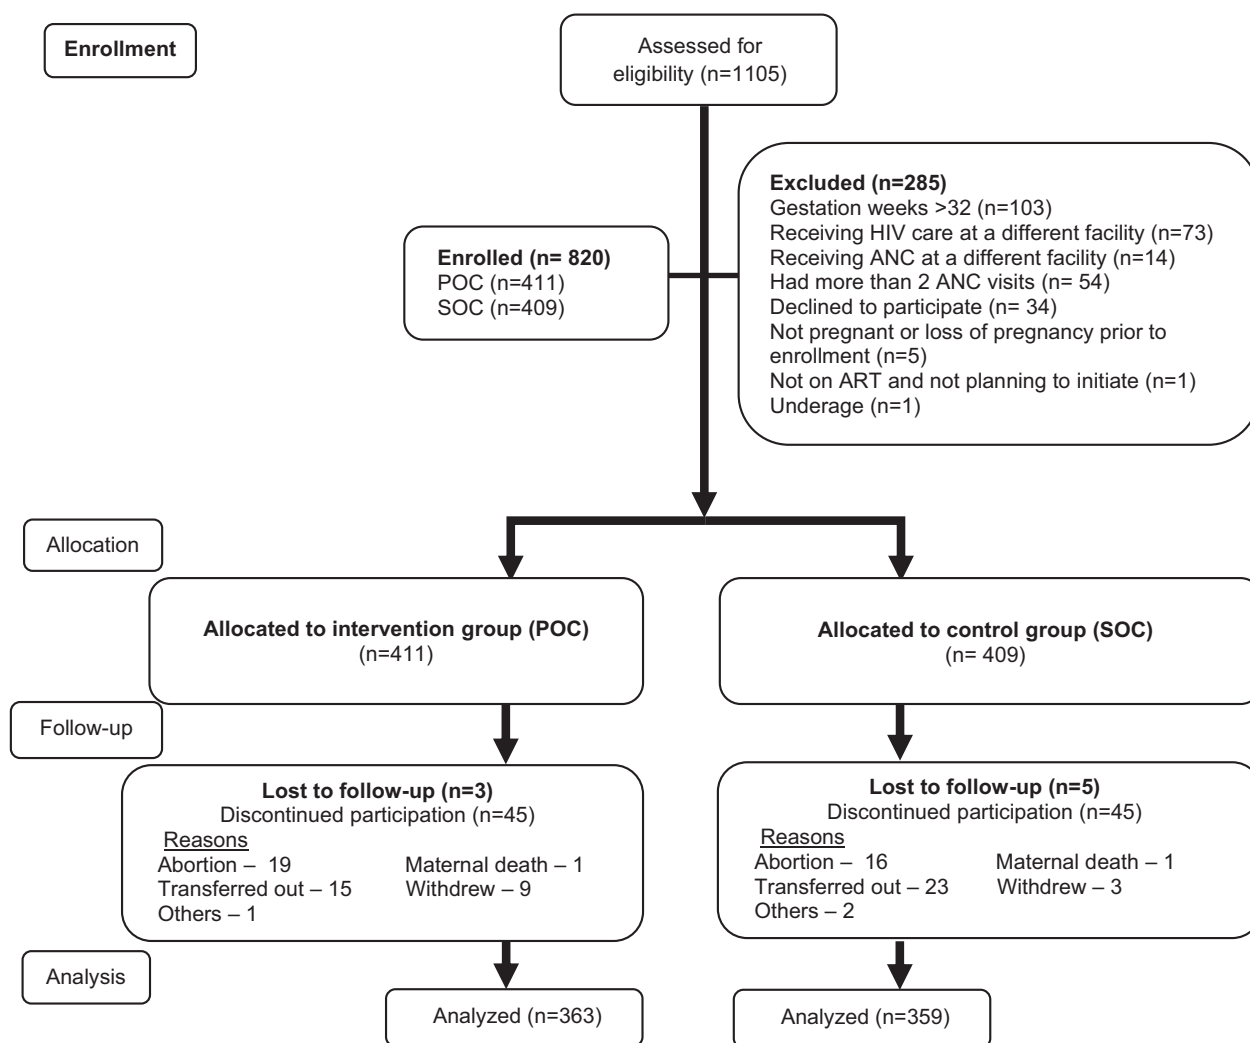 Enrollment
Assessed for
eligibility (n=1105)
Excluded (n=285)
Gestation weeks >32 (n=103)
Receiving HIV care at a different facility (n=73)
Receiving ANC at a different facility (n=14)
Had more than 2 ANC visits (n= 54)
Declined to participate (n= 34)
Not pregnant or loss of pregnancy prior to
enrollment (n=5)
Not on ART and not planning to initiate (n=1)
Underage (n=1)
Enrolled (n= 820)
POC (n=411)
SOC (n=409)
Allocation
Allocated to intervention group (POC)
(n=411)
Allocated to control group (SOC)
(n= 409)
Follow-up
Lost to follow-up (n=3)
Discontinued participation (n=45)
Reasons
Abortion – 19 Maternal death – 1
Transferred out – 15 Withdrew – 9
Others – 1
Lost to follow-up (n=5)
Discontinued participation (n=45)
Reasons
Abortion – 16 Maternal death – 1
Transferred out – 23 Withdrew – 3
Others – 2
Analysis
Analyzed (n=363)
Analyzed (n=359)